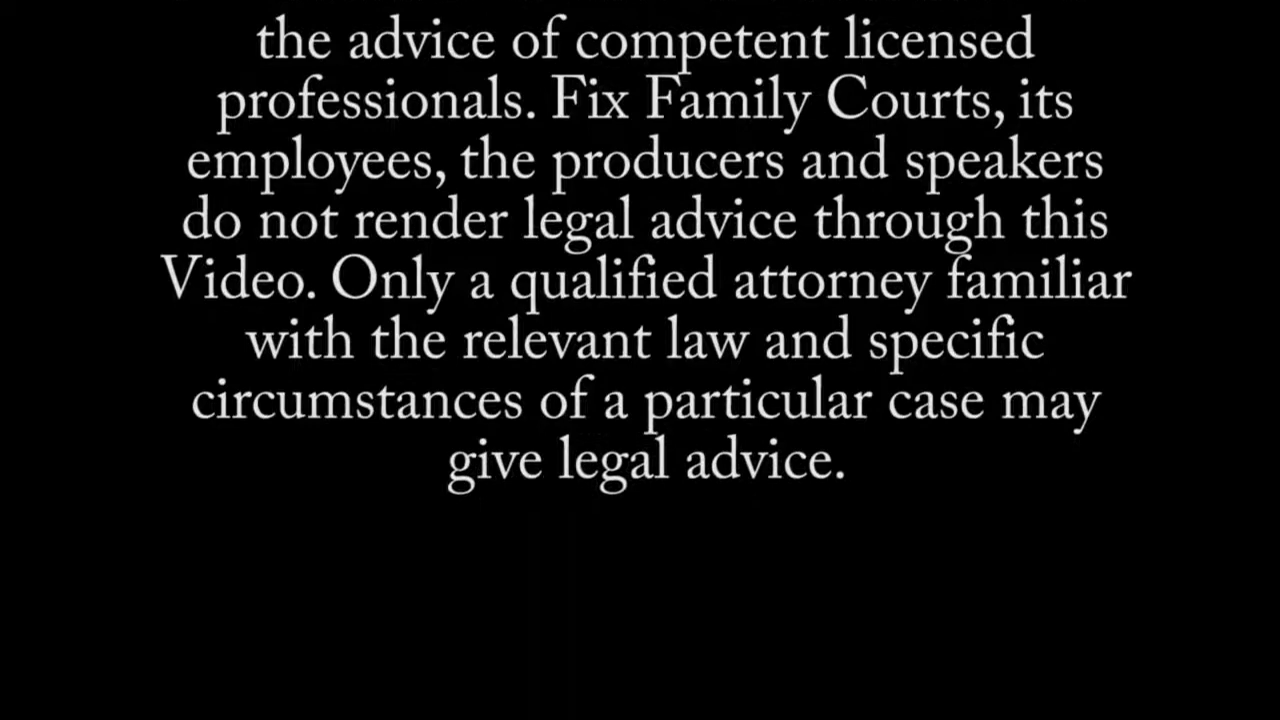 the advice of competent licensed
professionals. Fix Family Courts, its
employees, the producers and speakers
do not render legal advice through this
Video. Only a qualified attorney familiar
with the relevant law and specific
circumstances of a particular case may
give legal advice.